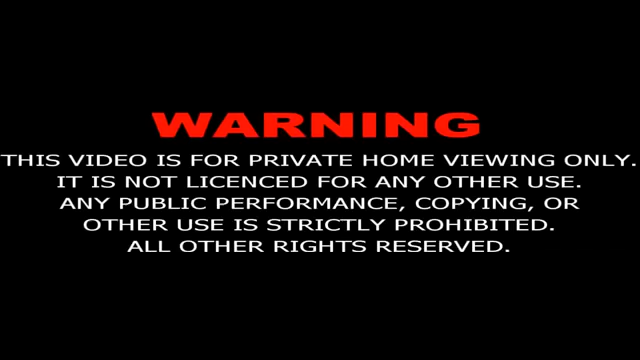 WARNING
THIS VIDEO IS FOR PRIVATE HOME VIEWING ONLY.
IT IS NOT LICENCED FOR ANY OTHER USE.
ANY PUBLIC PERFORMANCE, COPYING, OR
OTHER USE IS STRICTLY PROHIBITED.
ALL OTHER RIGHTS RESERVED.